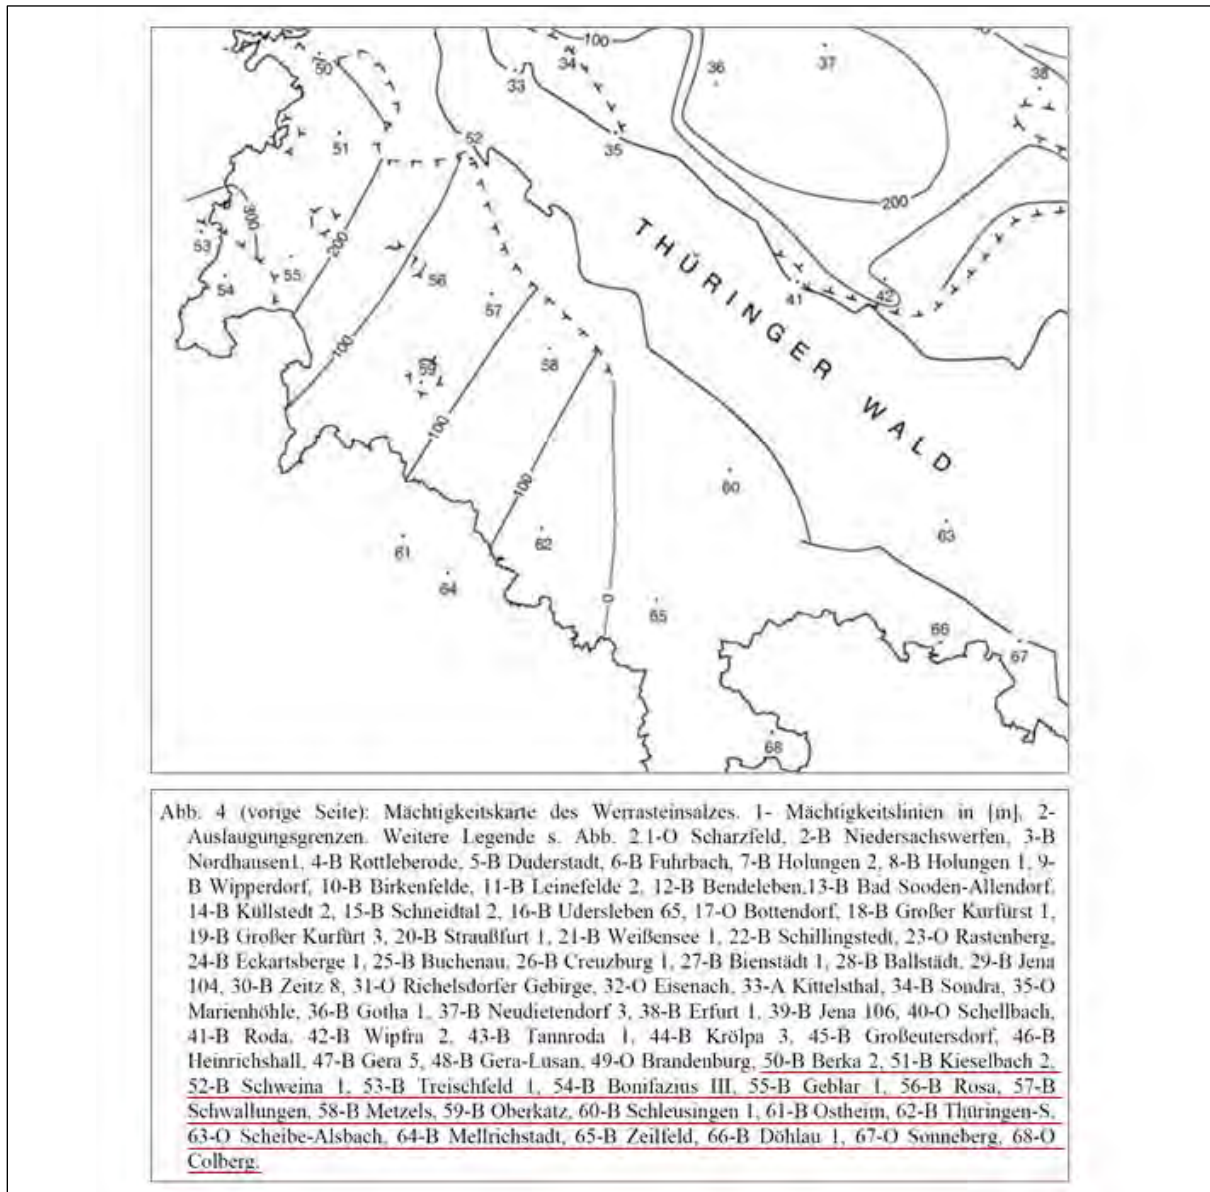 100
34
36
37
38
50
33
52
35
51
200
300
200
53
55
54
56
57
41
42
THÜRINGER WALD
100
59
58
100
100
60
63
61
62
64
0
65
66
67
68
Abb. 4 (vorige Seite): Mächtigkeitskarte des Werrasteinsalzes. 1- Mächtigkeitslinien in [m], 2-
Auslaugungsgrenzen. Weitere Legende s. Abb. 2.1-O Scharzfeld, 2-B Niedersachswerfen, 3-B
Nordhausen1, 4-B Rottleberode, 5-B Duderstadt, 6-B Fuhrbach, 7-B Holungen 2, 8-B Holungen 1, 9-
B Wipperdorf, 10-B Birkenfelde, 11-B Leinefelde 2, 12-B Bendeleben,13-B Bad Sooden-Allendorf,
14-B Küllstedt 2, 15-B Schneidtal 2, 16-B Udersleben 65, 17-O Bottendorf, 18-B Großer Kurfürst 1,
19-B Großer Kurfürt 3, 20-B Straußfurt 1, 21-B Weißensee 1, 22-B Schillingstedt, 23-O Rastenberg,
24-B Eckartsberge 1, 25-B Buchenau, 26-B Creuzburg 1, 27-B Bienstädt 1, 28-B Ballstädt, 29-B Jena
104, 30-B Zeitz 8, 31-O Richelsdorfer Gebirge, 32-O Eisenach, 33-A Kittelsthal, 34-B Sondra, 35-O
Marienhöhle, 36-B Gotha 1, 37-B Neudietendorf 3, 38-B Erfurt 1, 39-B Jena 106, 40-O Schellbach,
41-B Roda, 42-B Wipfra 2, 43-B Tannroda 1, 44-B Krölpa 3, 45-B Großeutersdorf, 46-B
Heinrichshall, 47-B Gera 5, 48-B Gera-Lusan, 49-O Brandenburg, 50-B Berka 2, 51-B Kieselbach 2,
52-B Schweina 1, 53-B Treischfeld 1, 54-B Bonifazius III, 55-B Geblar 1, 56-B Rosa, 57-B
Schwallungen, 58-B Metzels, 59-B Oberkatz, 60-B Schleusingen 1, 61-B Ostheim, 62-B Thüringen-S,
63-O Scheibe-Alsbach, 64-B Mellrichstadt, 65-B Zeilfeld, 66-B Döhlau 1, 67-O Sonneberg, 68-O
Colberg.